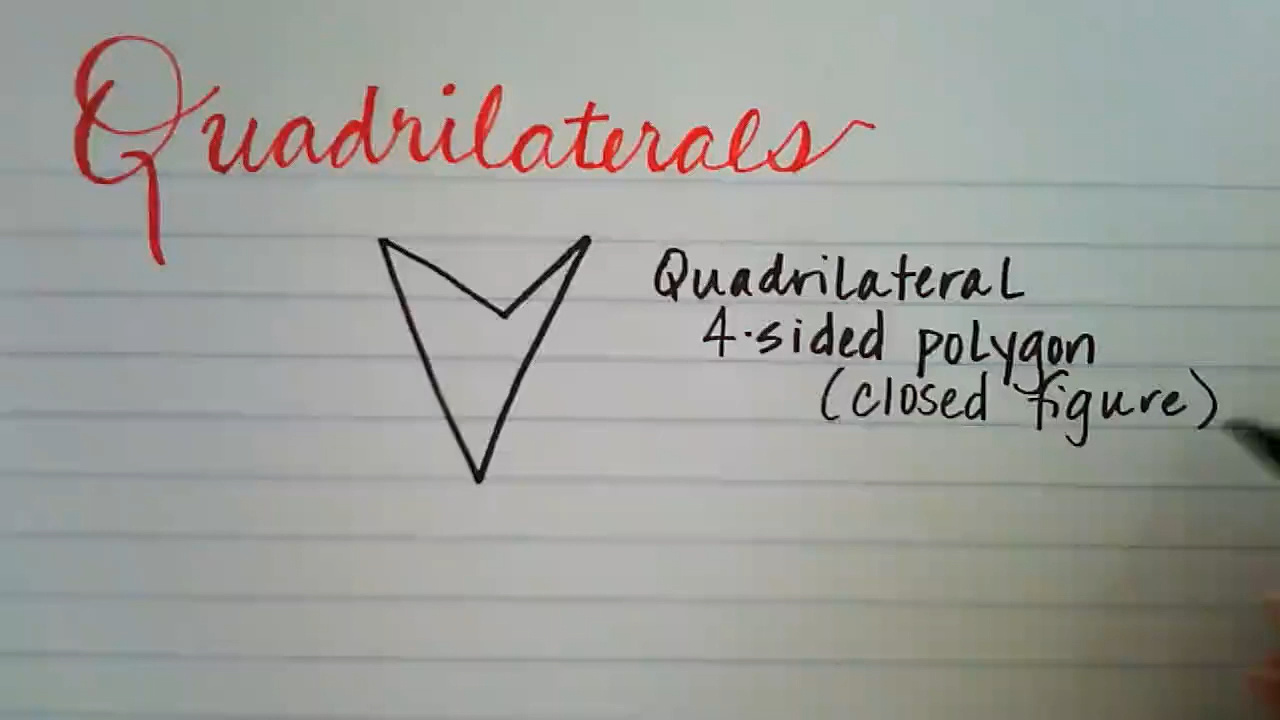 Quadrilaterals
Quadrilateral
4-sided polygon
(closed figure)